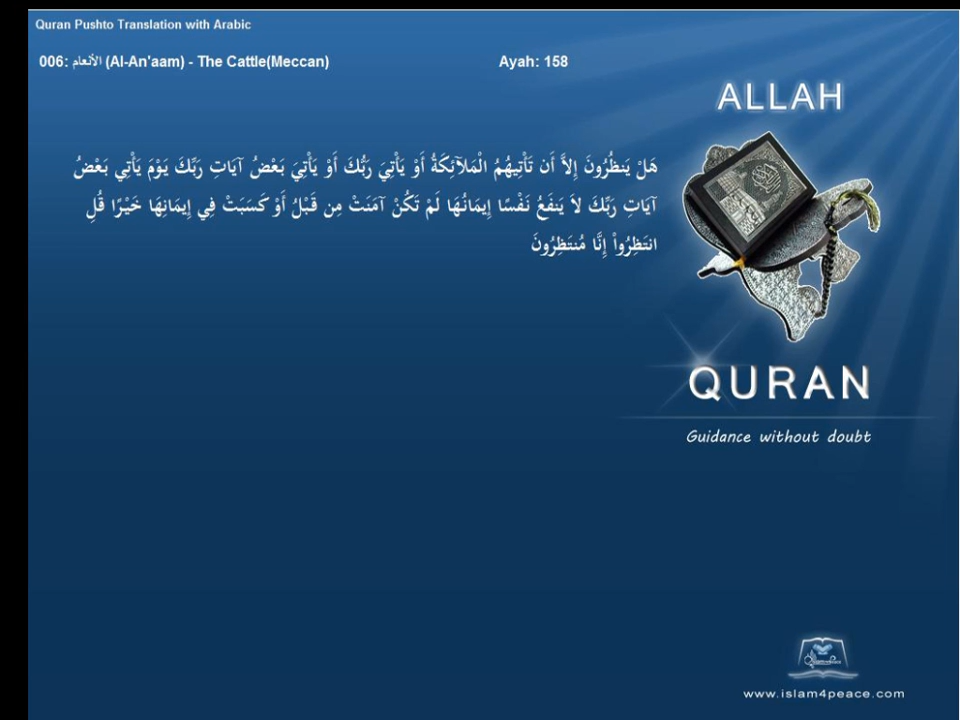 Quran Pushto Translation with Arabic
006: الأنعام (Al-An'aam) - The Cattle(Meccan) Ayah: 158
ALLAH
هَلْ يَنظُرُونَ إِلاَّ أَن تَأْتِيهُمُ الْمَلآئِكَةُ أَوْ يَأْتِيَ رَبُّكَ أَوْ يَأْتِيَ بَعْضُ آيَاتِ رَبِّكَ يَوْمَ يَأْتِي بَعْضُ
آيَاتِ رَبِّكَ لاَ يَنفَعُ نَفْسًا إِيمَانُهَا لَمْ تَكُنْ آمَنَتْ مِن قَبْلُ أَوْ كَسَبَتْ فِي إِيمَانِهَا خَيْرًا قُلِ
انتَظِرُواْ إِنَّا مُنتَظِرُونَ
QURAN
Guidance without doubt
www.islam4peace.com